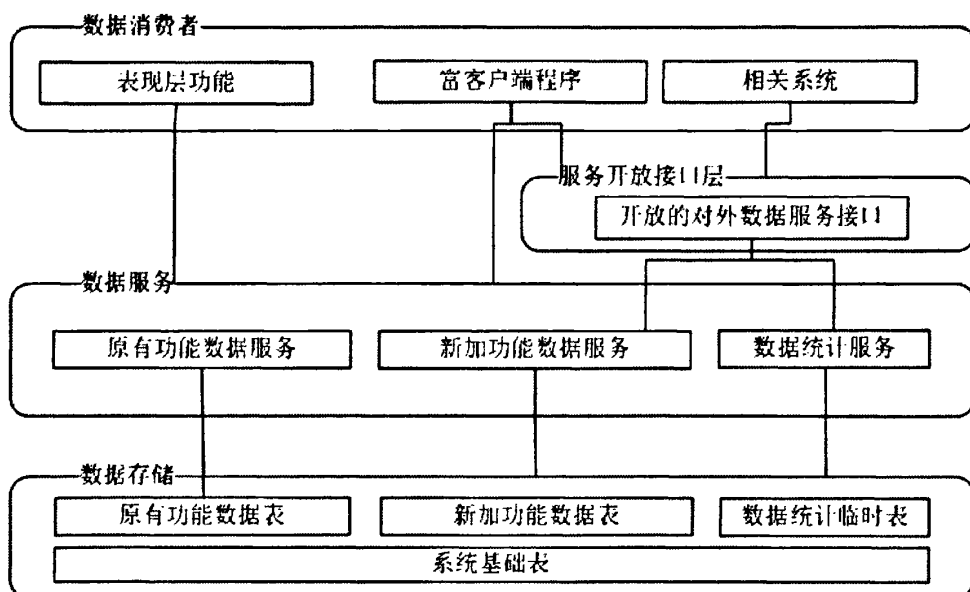 数据消费者
表现层功能
富客户端程序
相关系统
服务开放接口层
开放的对外数据服务接口
数据服务
原有功能数据服务
新加功能数据服务
数据统计服务
数据存储
原有功能数据表
新加功能数据表
数据统计临时表
系统基础表